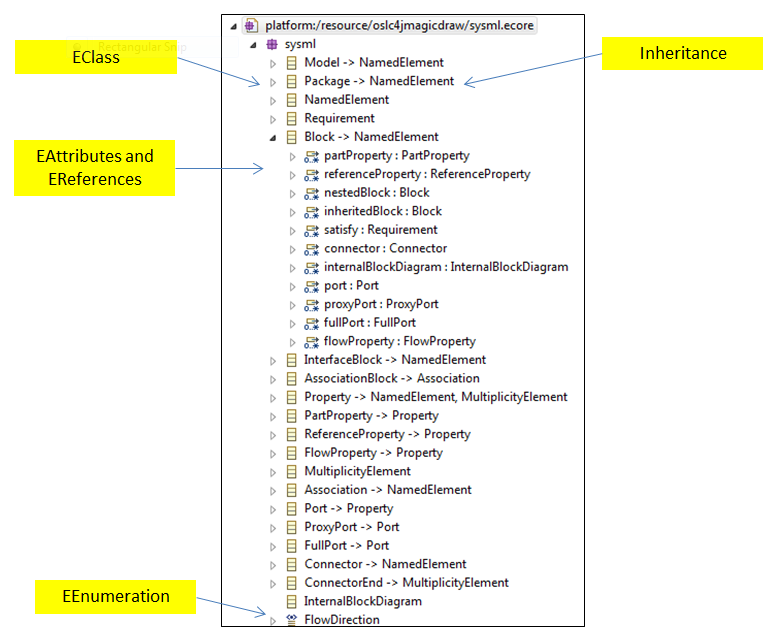 platform:/resource/oslc4jmagicdraw/sysml.ecore
sysml
EClass
Inheritance
Model -> NamedElement
Package -> NamedElement
NamedElement
Requirement
Block -> NamedElement
EAttributes and
EReferences
partProperty : PartProperty
referenceProperty : ReferenceProperty
nestedBlock : Block
inheritedBlock : Block
satisfy : Requirement
connector : Connector
internalBlockDiagram : InternalBlockDiagram
port : Port
proxyPort : ProxyPort
fullPort : FullPort
flowProperty : FlowProperty
InterfaceBlock -> NamedElement
AssociationBlock -> Association
Property -> NamedElement, MultiplicityElement
PartProperty -> Property
ReferenceProperty -> Property
FlowProperty -> Property
MultiplicityElement
Association -> NamedElement
Port -> Property
ProxyPort -> Port
FullPort -> Port
Connector -> NamedElement
ConnectorEnd -> MultiplicityElement
EEnumeration
InternalBlockDiagram
FlowDirection